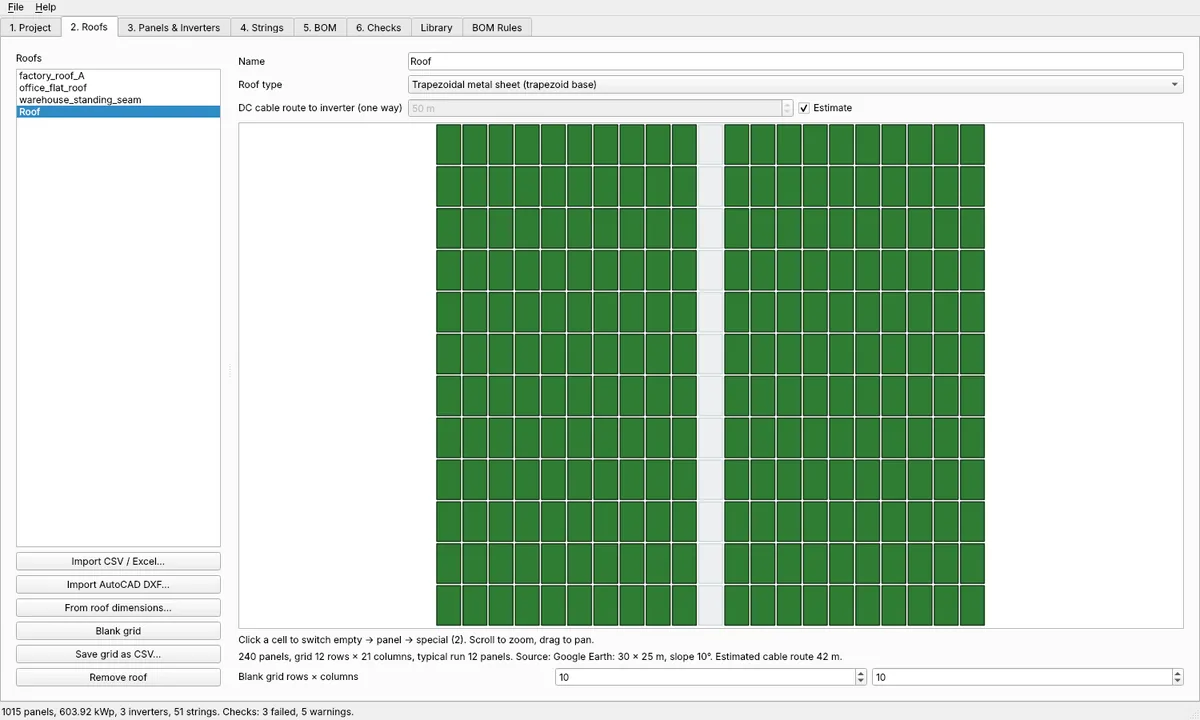 File Help
1. Project 2. Roofs 3. Panels & Inverters 4. Strings 5. BOM 6. Checks Library BOM Rules
Roofs
factory_roof_A
office_flat_roof
warehouse_standing_seam
Roof
Import CSV / Excel...
Import AutoCAD DXF...
From roof dimensions...
Blank grid
Save grid as CSV...
Remove roof
Name Roof
Roof type Trapezoidal metal sheet (trapezoid base)
DC cable route to inverter (one way) 50 m Estimate
Click a cell to switch empty → panel → special (2). Scroll to zoom, drag to pan.
240 panels, grid 12 rows × 21 columns, typical run 12 panels. Source: Google Earth: 30 × 25 m, slope 10°. Estimated cable route 42 m.
Blank grid rows × columns 10 10
1015 panels, 603.92 kWp, 3 inverters, 51 strings. Checks: 3 failed, 5 warnings.